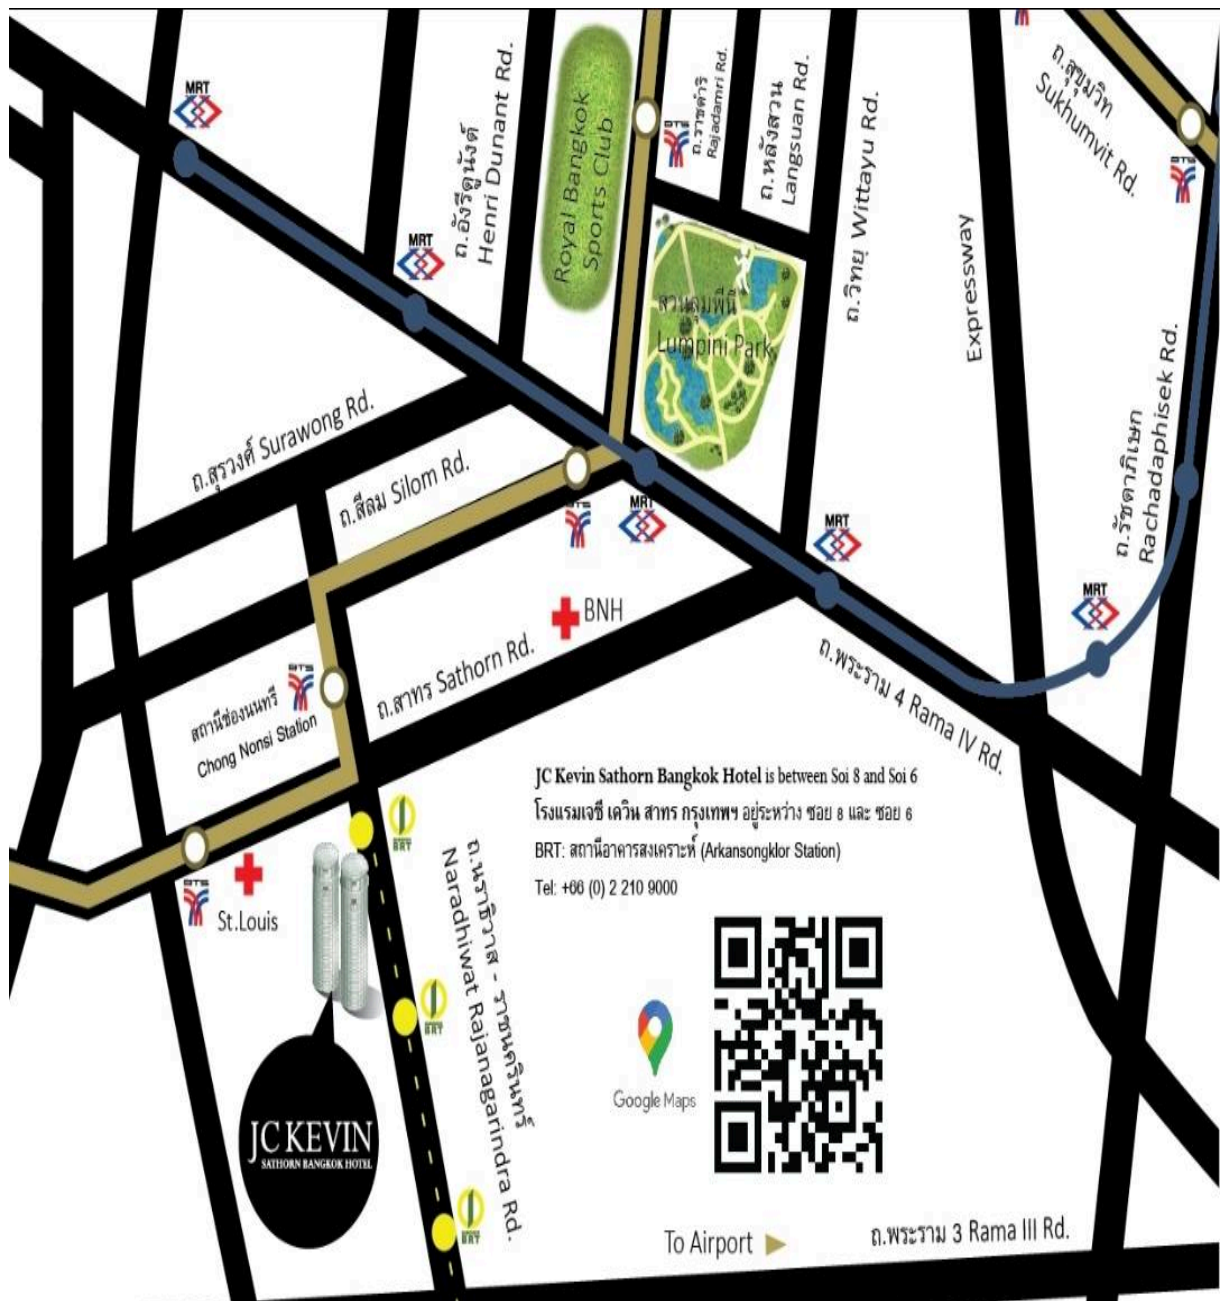 MRT
ถ.อังรีดูนังต์
Henri Dunant Rd.
Royal Bangkok
Sports Club
BTS
ถ.ราชดำริ
Rajadamri Rd.
ถ.หลังสวน
Langsuan Rd.
ถ.วิทยุ Wittayu Rd.
Expressway
ถ.สุขุมวิท
Sukhumvit Rd.
BTS
MRT
สวนลุมพินี
Lumpini Park
ถ.รัชดาภิเษก
Rachadaphisek Rd.
ถ.สุรวงศ์ Surawong Rd.
ถ.สีลม Silom Rd.
BTS
MRT
MRT
MRT
BNH
ถ.สาทร Sathorn Rd.
ถ.พระราม 4 Rama IV Rd.
BTS
สถานีช่องนนทรี
Chong Nonsi Station
JC Kevin Sathorn Bangkok Hotel is between Soi 8 and Soi 6
โรงแรมเจซี เควิน สาทร กรุงเทพฯ อยู่ระหว่าง ซอย 8 และ ซอย 6
BRT: สถานีอาคารสงเคราะห์ (Arkansongklor Station)
Tel: +66 (0) 2 210 9000
BRT
BTS
St.Louis
ถ.นราธิวาส - ราชนครินทร์
Naradhiwat Rajanagarindra Rd.
BRT
Google Maps
JC KEVIN
SATHORN BANGKOK HOTEL
BRT
To Airport
ถ.พระราม 3 Rama III Rd.